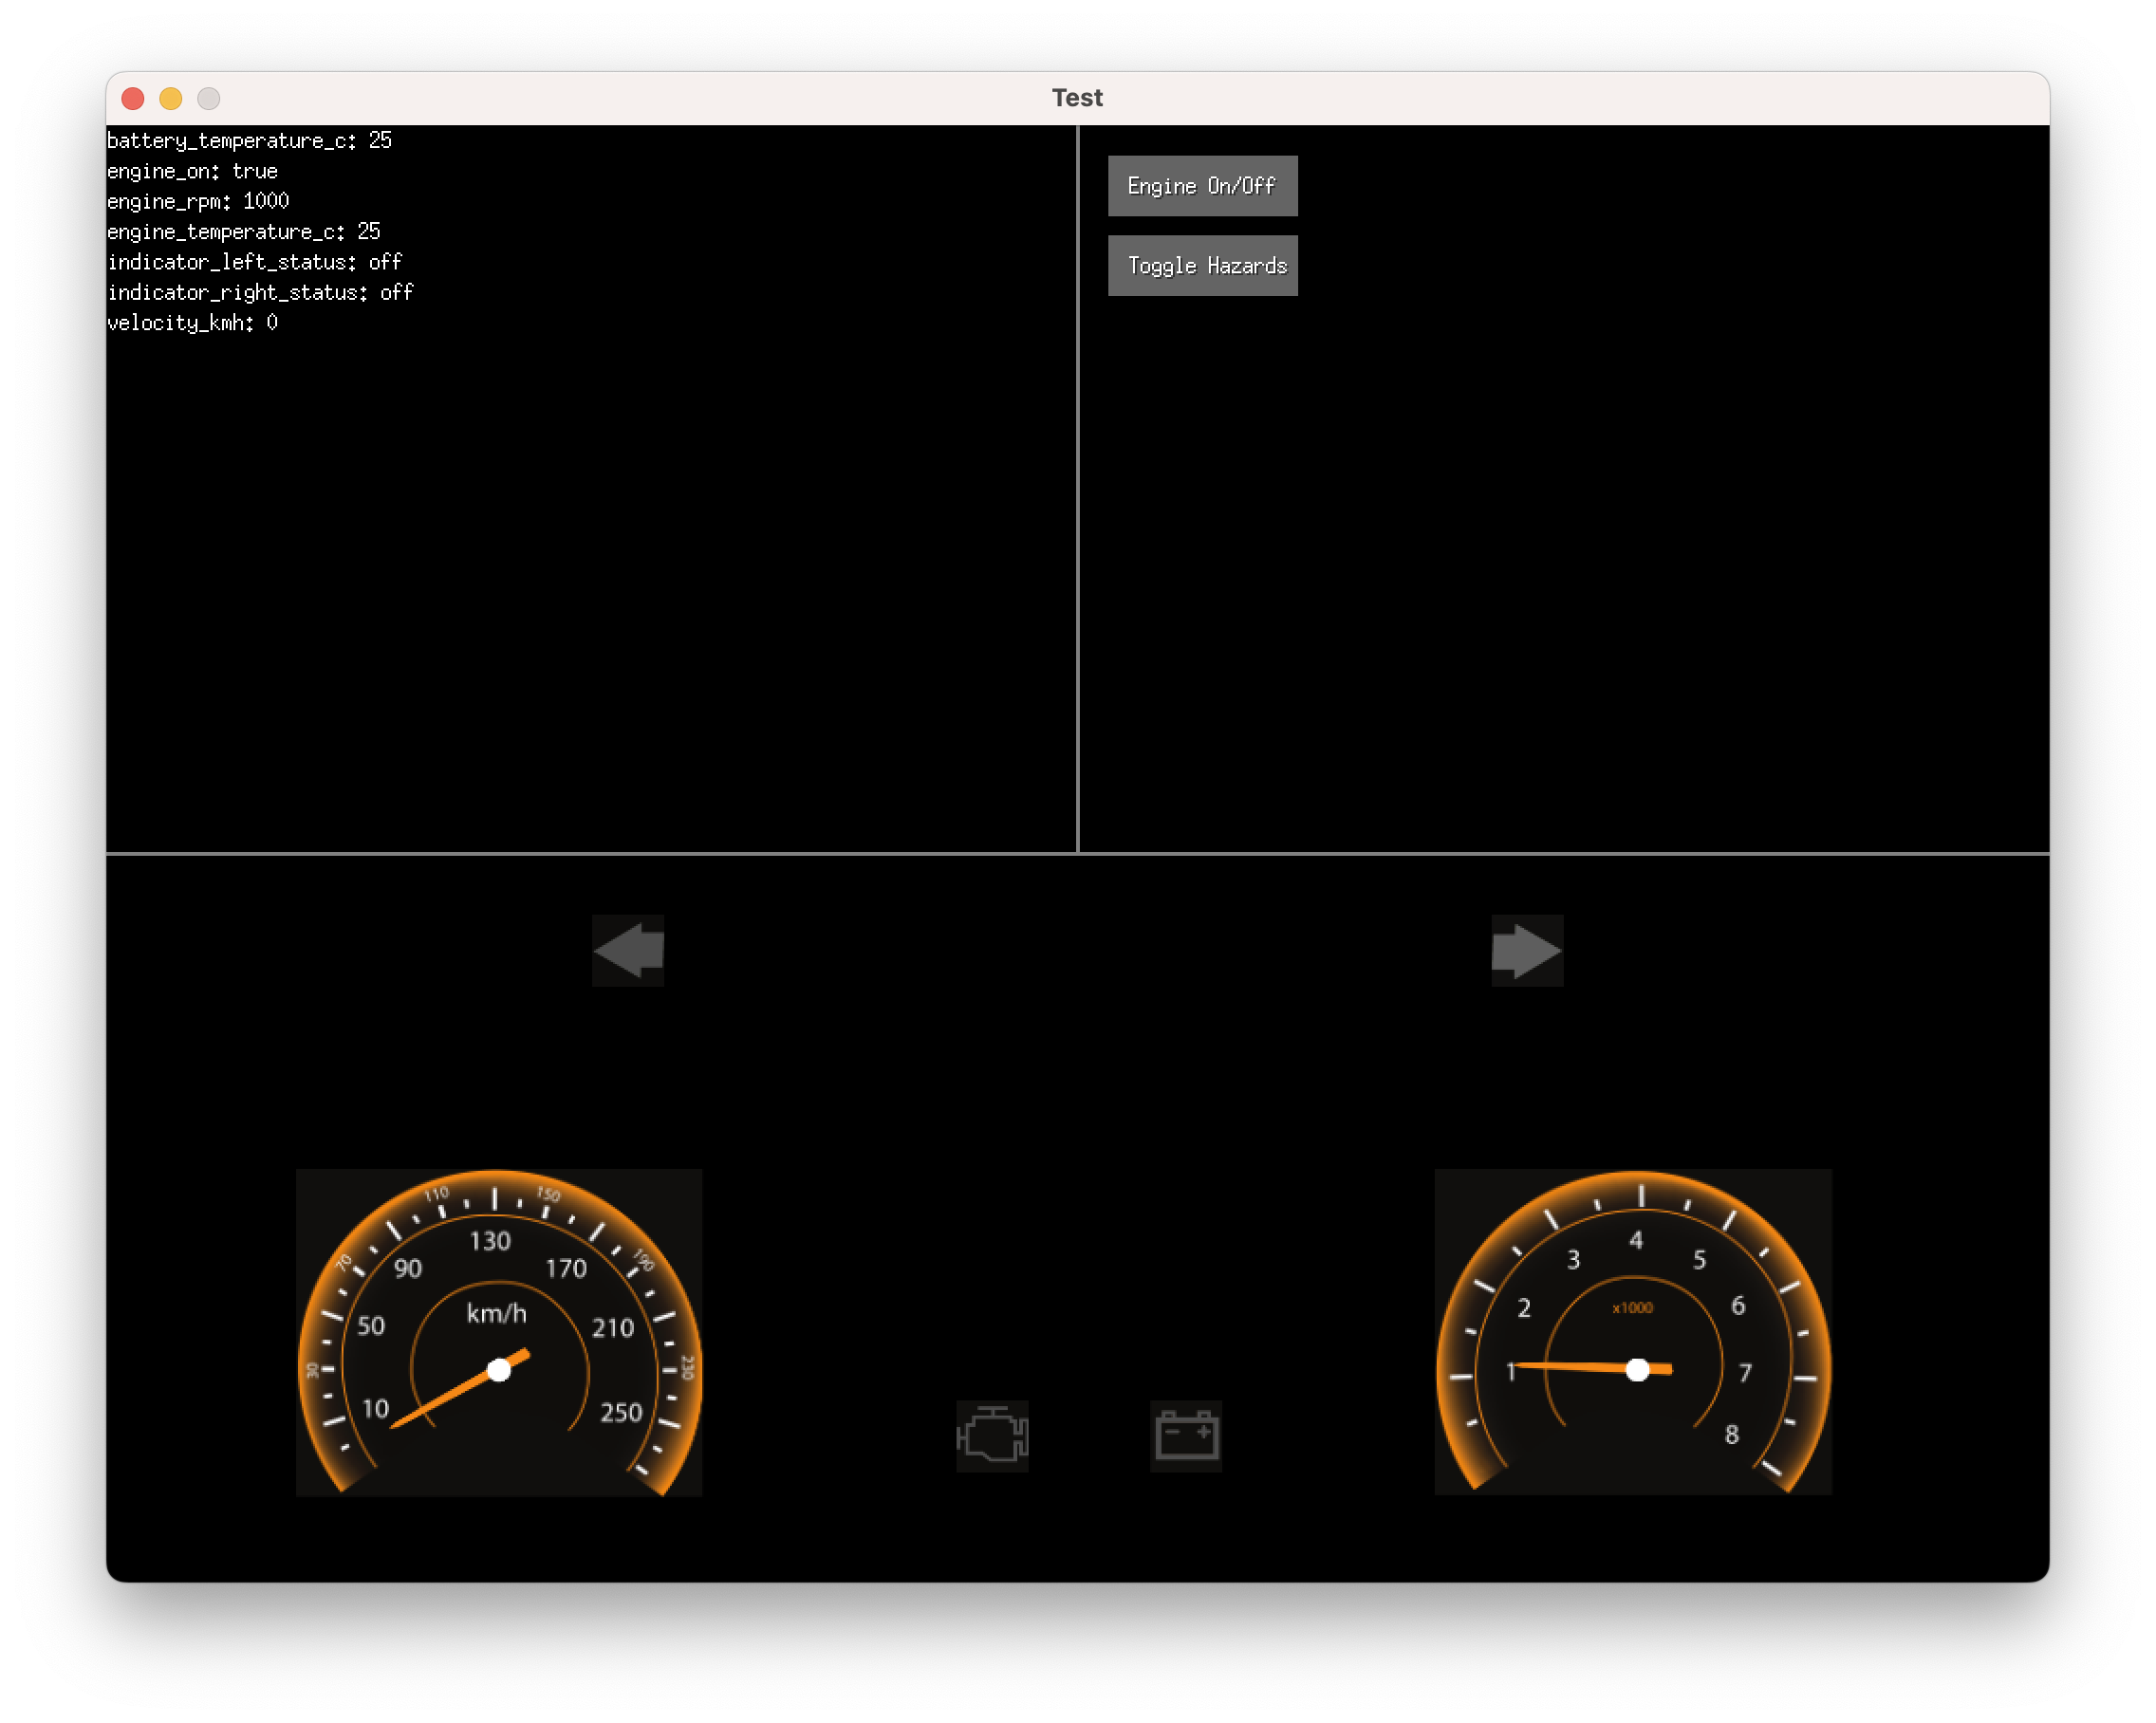 Test
battery_temperature_c: 25
engine_on: true
engine_rpm: 1000
engine_temperature_c: 25
indicator_left_status: off
indicator_right_status: off
velocity_kmh: 0
Engine On/Off
Toggle Hazards
10
30
50
70
90
110
130
150
170
190
210
230
250
km/h
1
2
3
4
5
6
7
8
x1000
- +